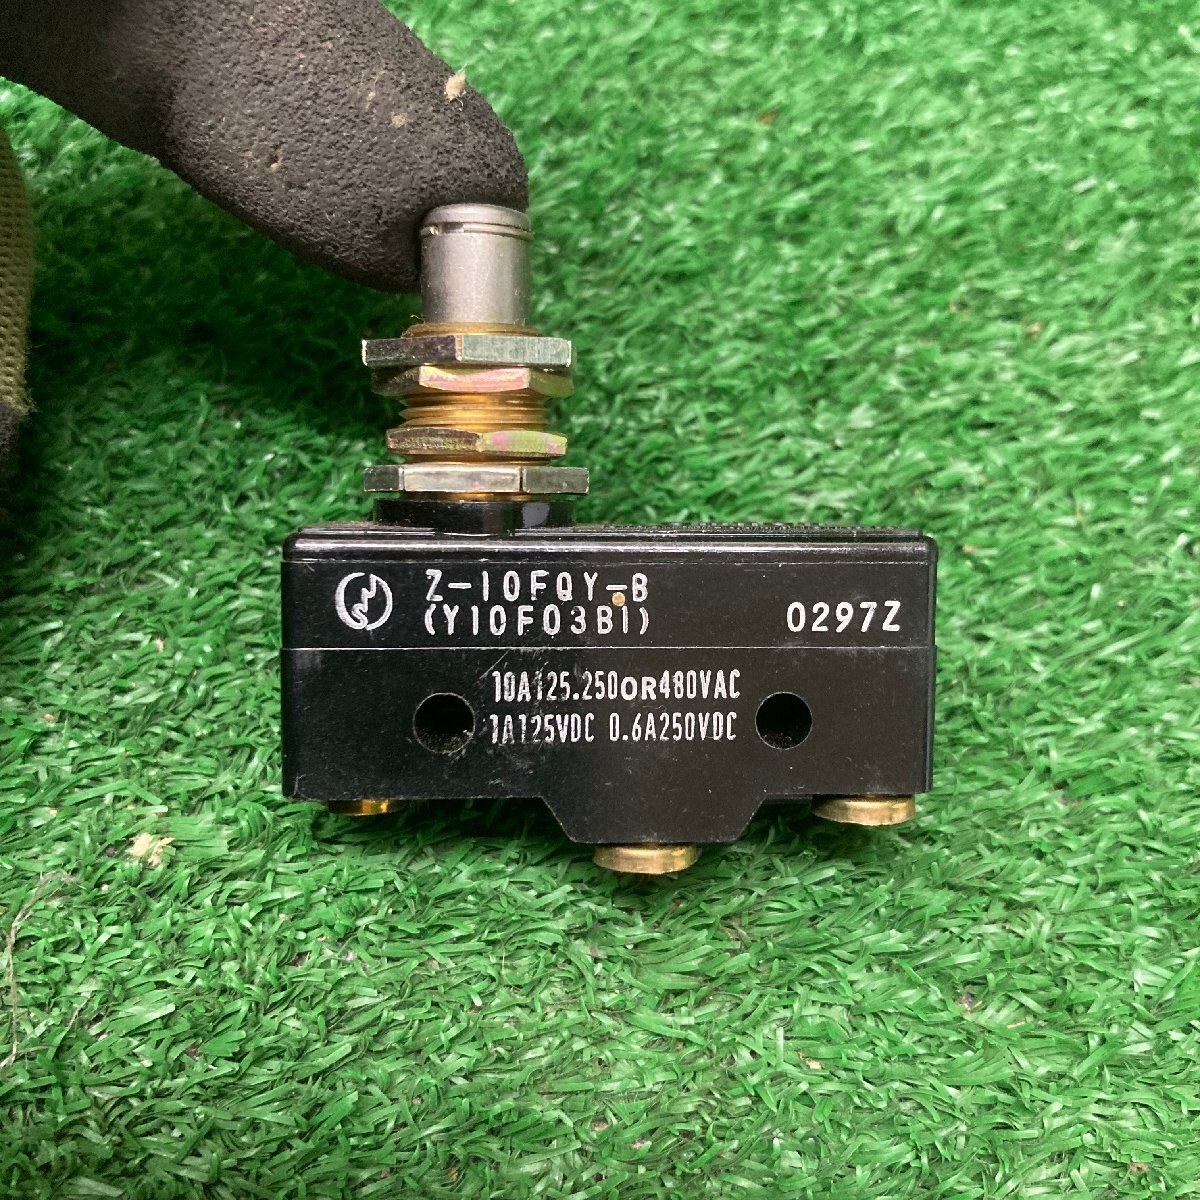 Z-10FQY-B
(Y10F03B1)
0297Z
10A125.250OR480VAC
1A125VDC 0.6A250VDC